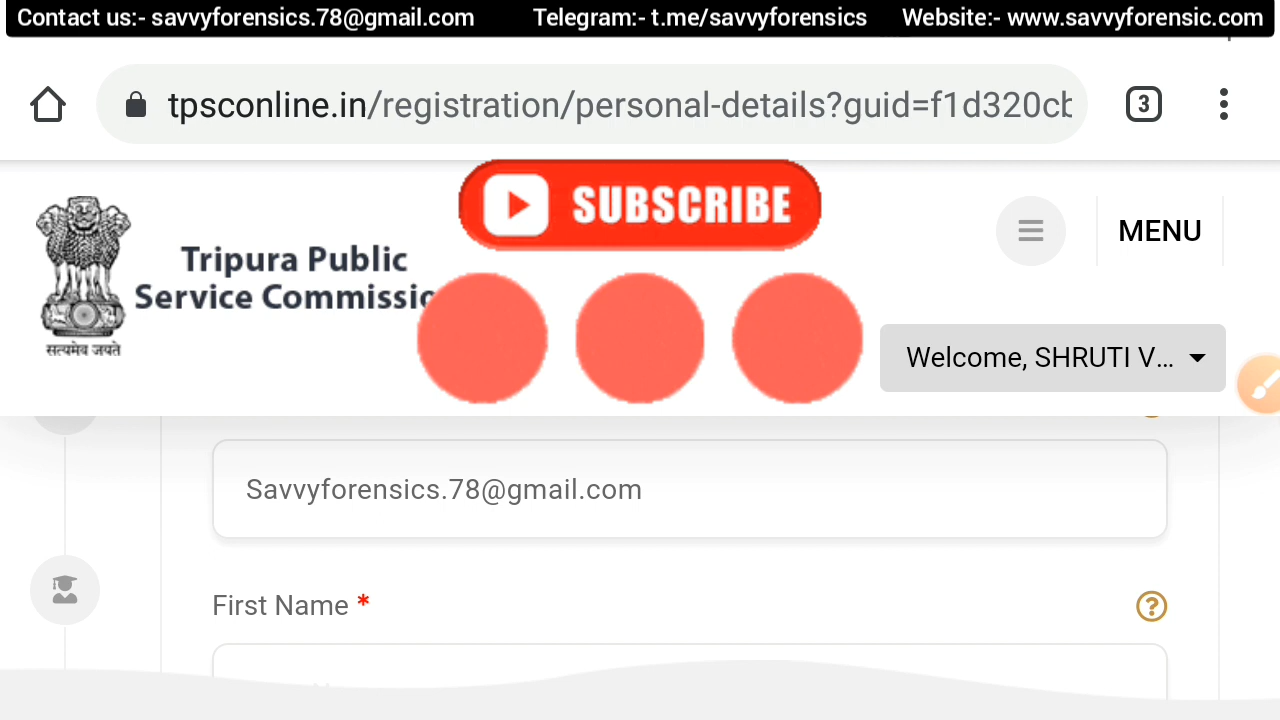 Contact us:- savvyforensics.78@gmail.com Telegram:- t.me/savvyforensics Website:- www.savvyforensic.com
tpsconline.in/registration/personal-details?guid=f1d320cb
3
SUBSCRIBE
MENU
Tripura Public
Service Commissio
सत्यमेव जयते
Welcome, SHRUTI V...
Savvyforensics.78@gmail.com
First Name *